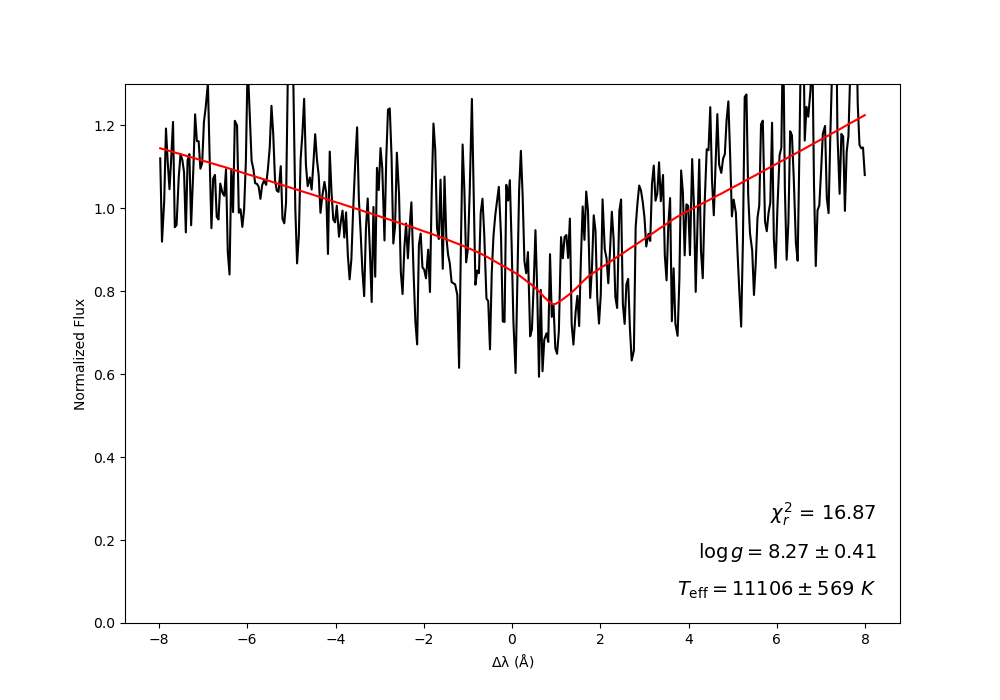 1.2
1.0
0.8
0.6
0.4
0.2
0.0
Normalized Flux
χ²ᵣ = 16.87
log g = 8.27 ± 0.41
T_eff = 11106 ± 569 K
−8 −6 −4 −2 0 2 4 6 8
Δλ (Å)